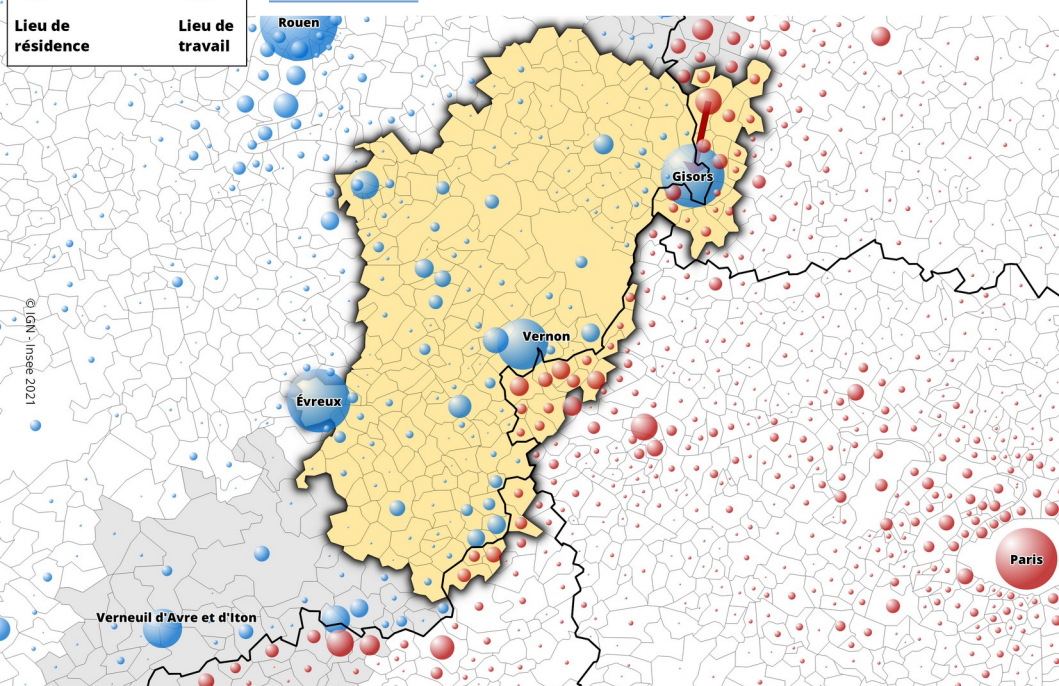 Rouen
Lieu de
résidence
Lieu de
travail
Gisors
© IGN - Insee 2021
Vernon
Évreux
Paris
Verneuil d'Avre et d'Iton